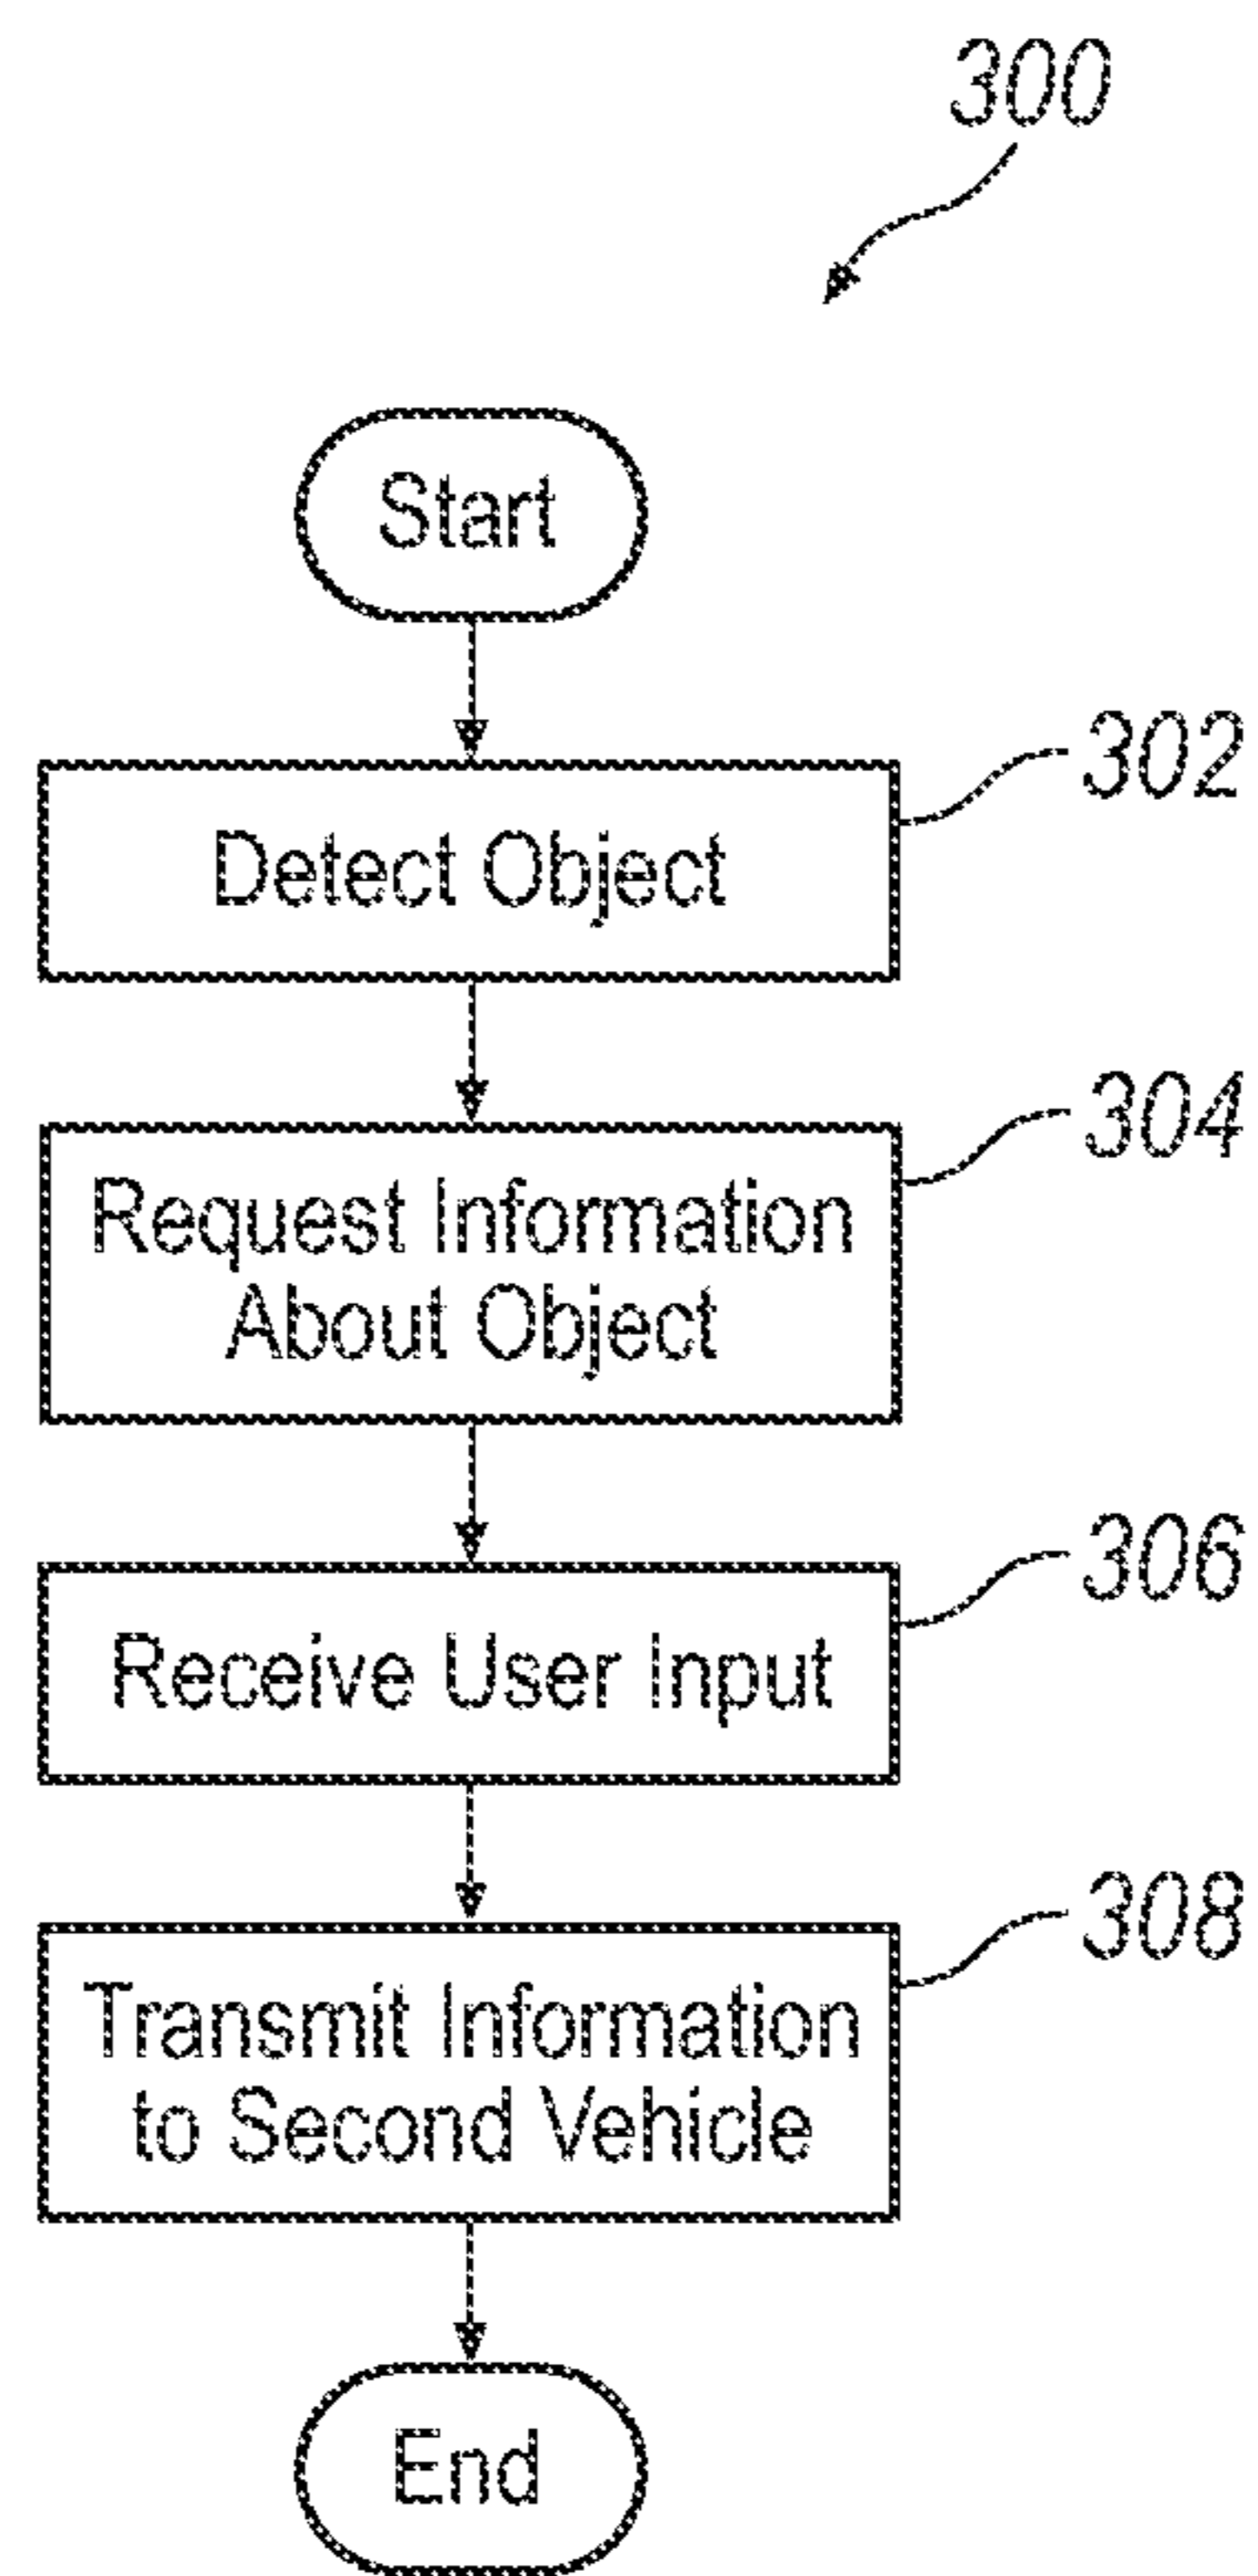 300
Start
302
Detect Object
304
Request Information
About Object
306
Receive User Input
308
Transmit Information
to Second Vehicle
End